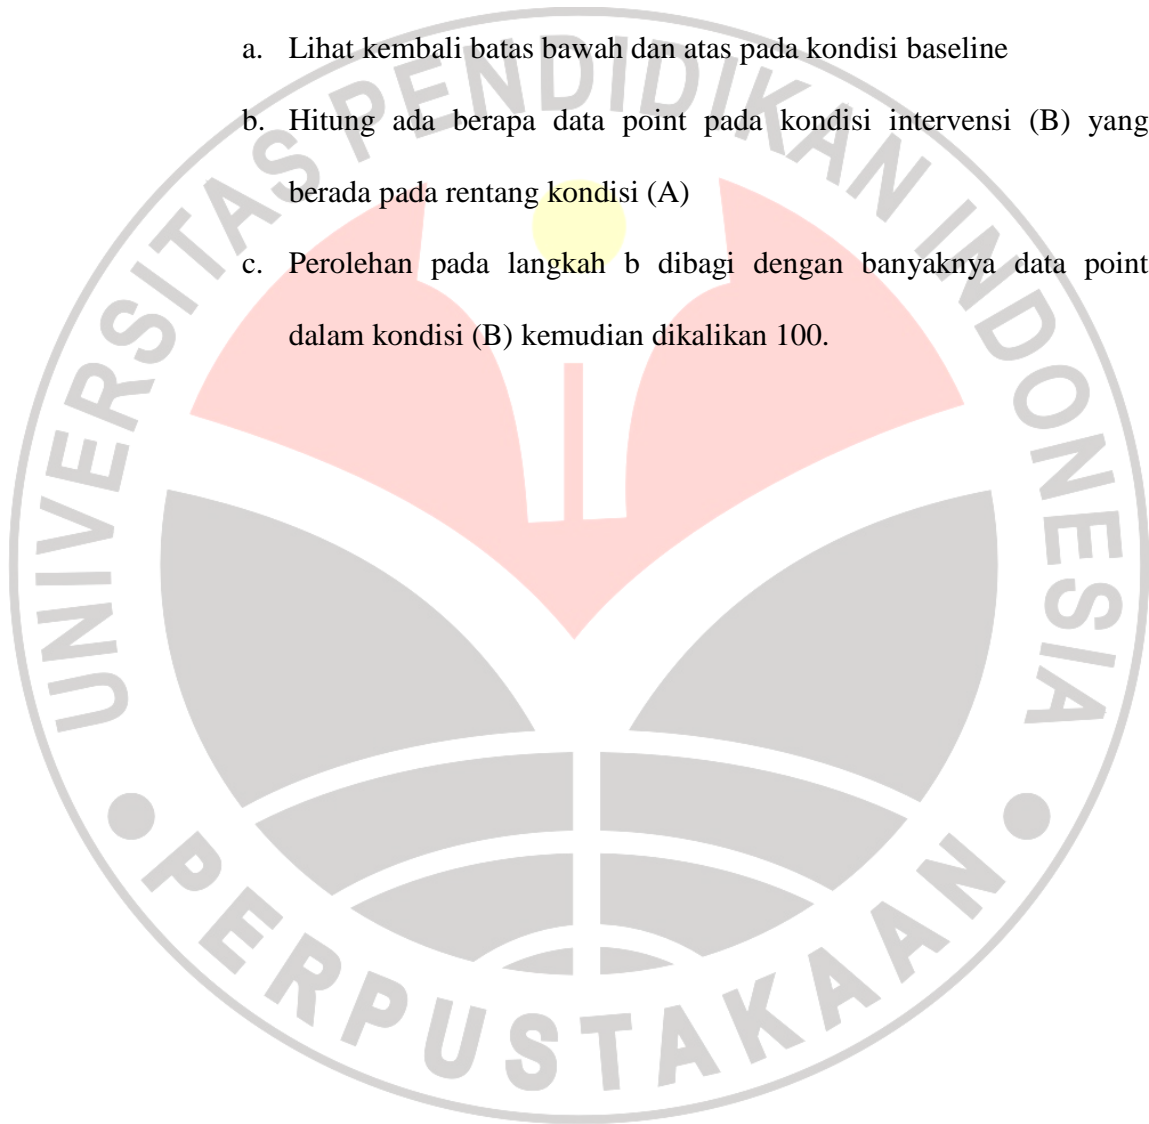 a. Lihat kembali batas bawah dan atas pada kondisi baseline
b. Hitung ada berapa data point pada kondisi intervensi (B) yang
berada pada rentang kondisi (A)
c. Perolehan pada langkah b dibagi dengan banyaknya data point
dalam kondisi (B) kemudian dikalikan 100.
UNIVERSITAS PENDIDIKAN INDONESIA
PERPUSTAKAAN